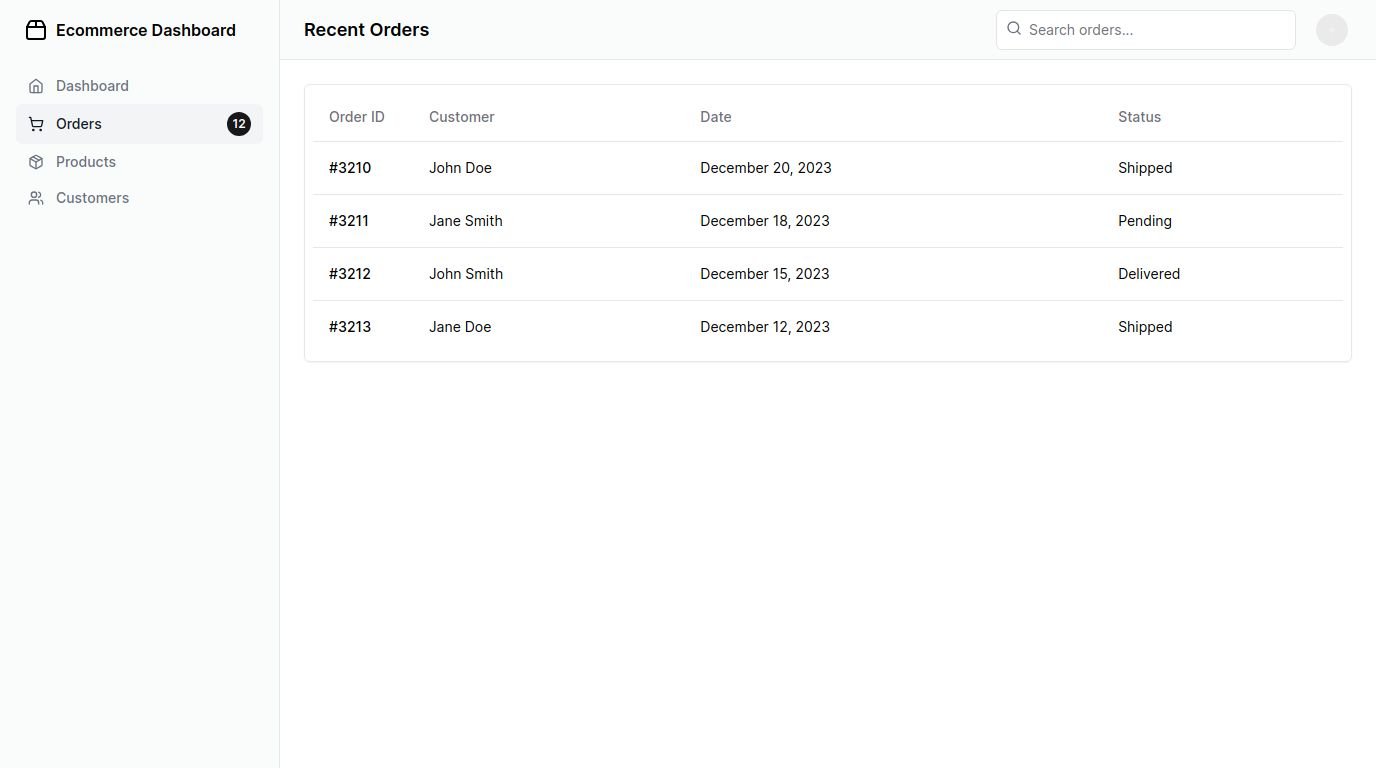 Ecommerce Dashboard
Dashboard
Orders 12
Products
Customers
Recent Orders
Search orders...
Order ID Customer Date Status
#3210 John Doe December 20, 2023 Shipped
#3211 Jane Smith December 18, 2023 Pending
#3212 John Smith December 15, 2023 Delivered
#3213 Jane Doe December 12, 2023 Shipped